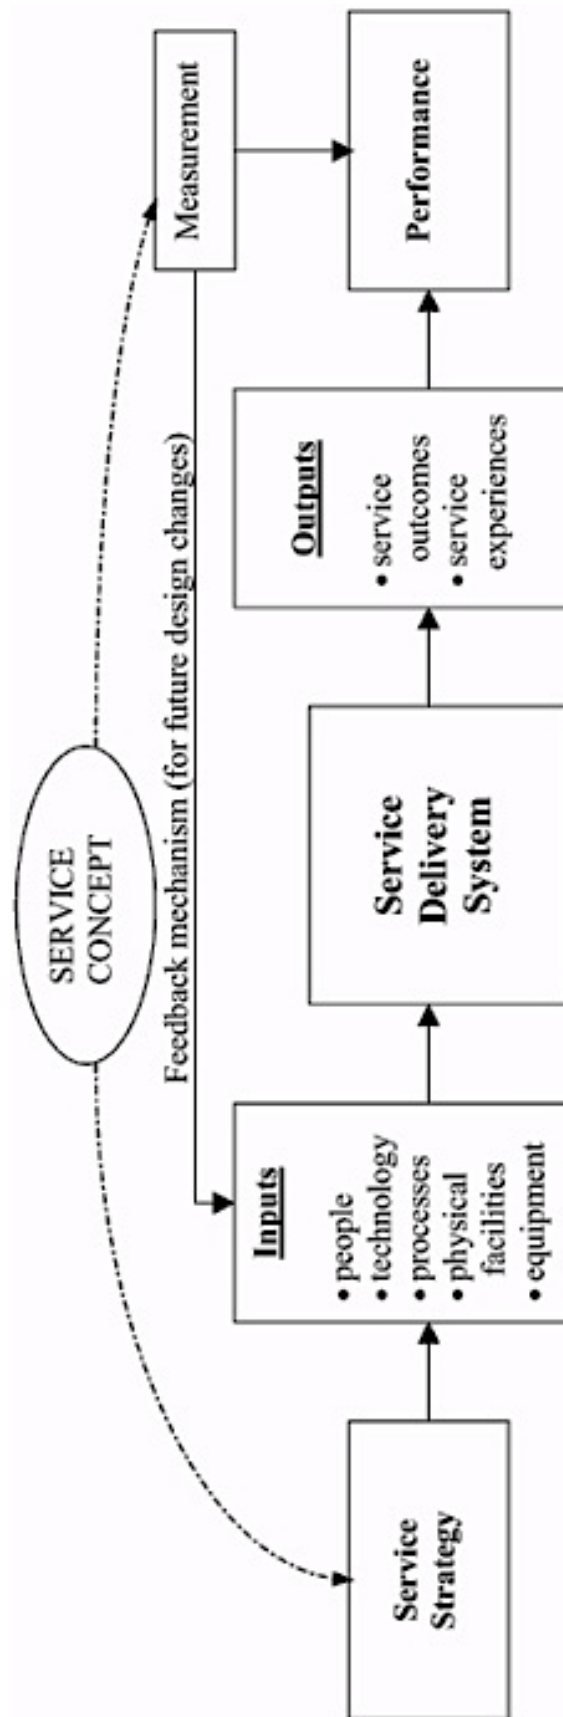 SERVICE
CONCEPT
Measurement
Feedback mechanism (for future design changes)
Service
Strategy
Inputs
• people
• technology
• processes
• physical
facilities
• equipment
Service
Delivery
System
Outputs
• service
outcomes
• service
experiences
Performance